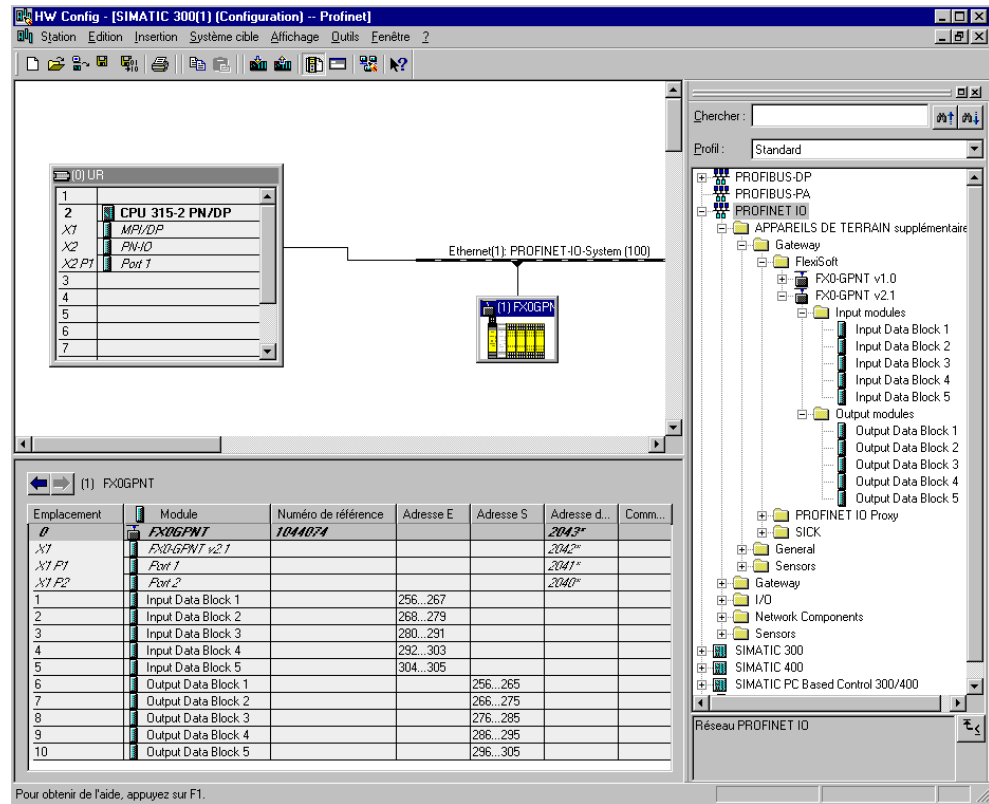 HW Config - [SIMATIC 300(1) (Configuration) -- Profinet]
Station Edition Insertion Système cible Affichage Outils Fenêtre ?
(0) UR
1
2 CPU 315-2 PN/DP
X1 MPI/DP
X2 PN-IO
X2 P1 Port 1
3
4
5
6
7
Ethernet(1): PROFINET-IO-System (100)
(1) FX0GPN
(1) FX0GPNT
Emplacement Module Numéro de référence Adresse E Adresse S Adresse d... Comm...
0 FX0GPNT 1044074 2043*
X1 FX0-GPNT v2.1 2042*
X1 P1 Port 1 2041*
X1 P2 Port 2 2040*
1 Input Data Block 1 256...267
2 Input Data Block 2 268...279
3 Input Data Block 3 280...291
4 Input Data Block 4 292...303
5 Input Data Block 5 304...305
6 Output Data Block 1 256...265
7 Output Data Block 2 266...275
8 Output Data Block 3 276...285
9 Output Data Block 4 286...295
10 Output Data Block 5 296...305
Chercher :
Profil : Standard
PROFIBUS-DP
PROFIBUS-PA
PROFINET IO
APPAREILS DE TERRAIN supplémentaire
Gateway
FlexiSoft
FX0-GPNT v1.0
FX0-GPNT v2.1
Input modules
Input Data Block 1
Input Data Block 2
Input Data Block 3
Input Data Block 4
Input Data Block 5
Output modules
Output Data Block 1
Output Data Block 2
Output Data Block 3
Output Data Block 4
Output Data Block 5
PROFINET IO Proxy
SICK
General
Sensors
Gateway
I/O
Network Components
Sensors
SIMATIC 300
SIMATIC 400
SIMATIC PC Based Control 300/400
Réseau PROFINET IO
Pour obtenir de l'aide, appuyez sur F1.